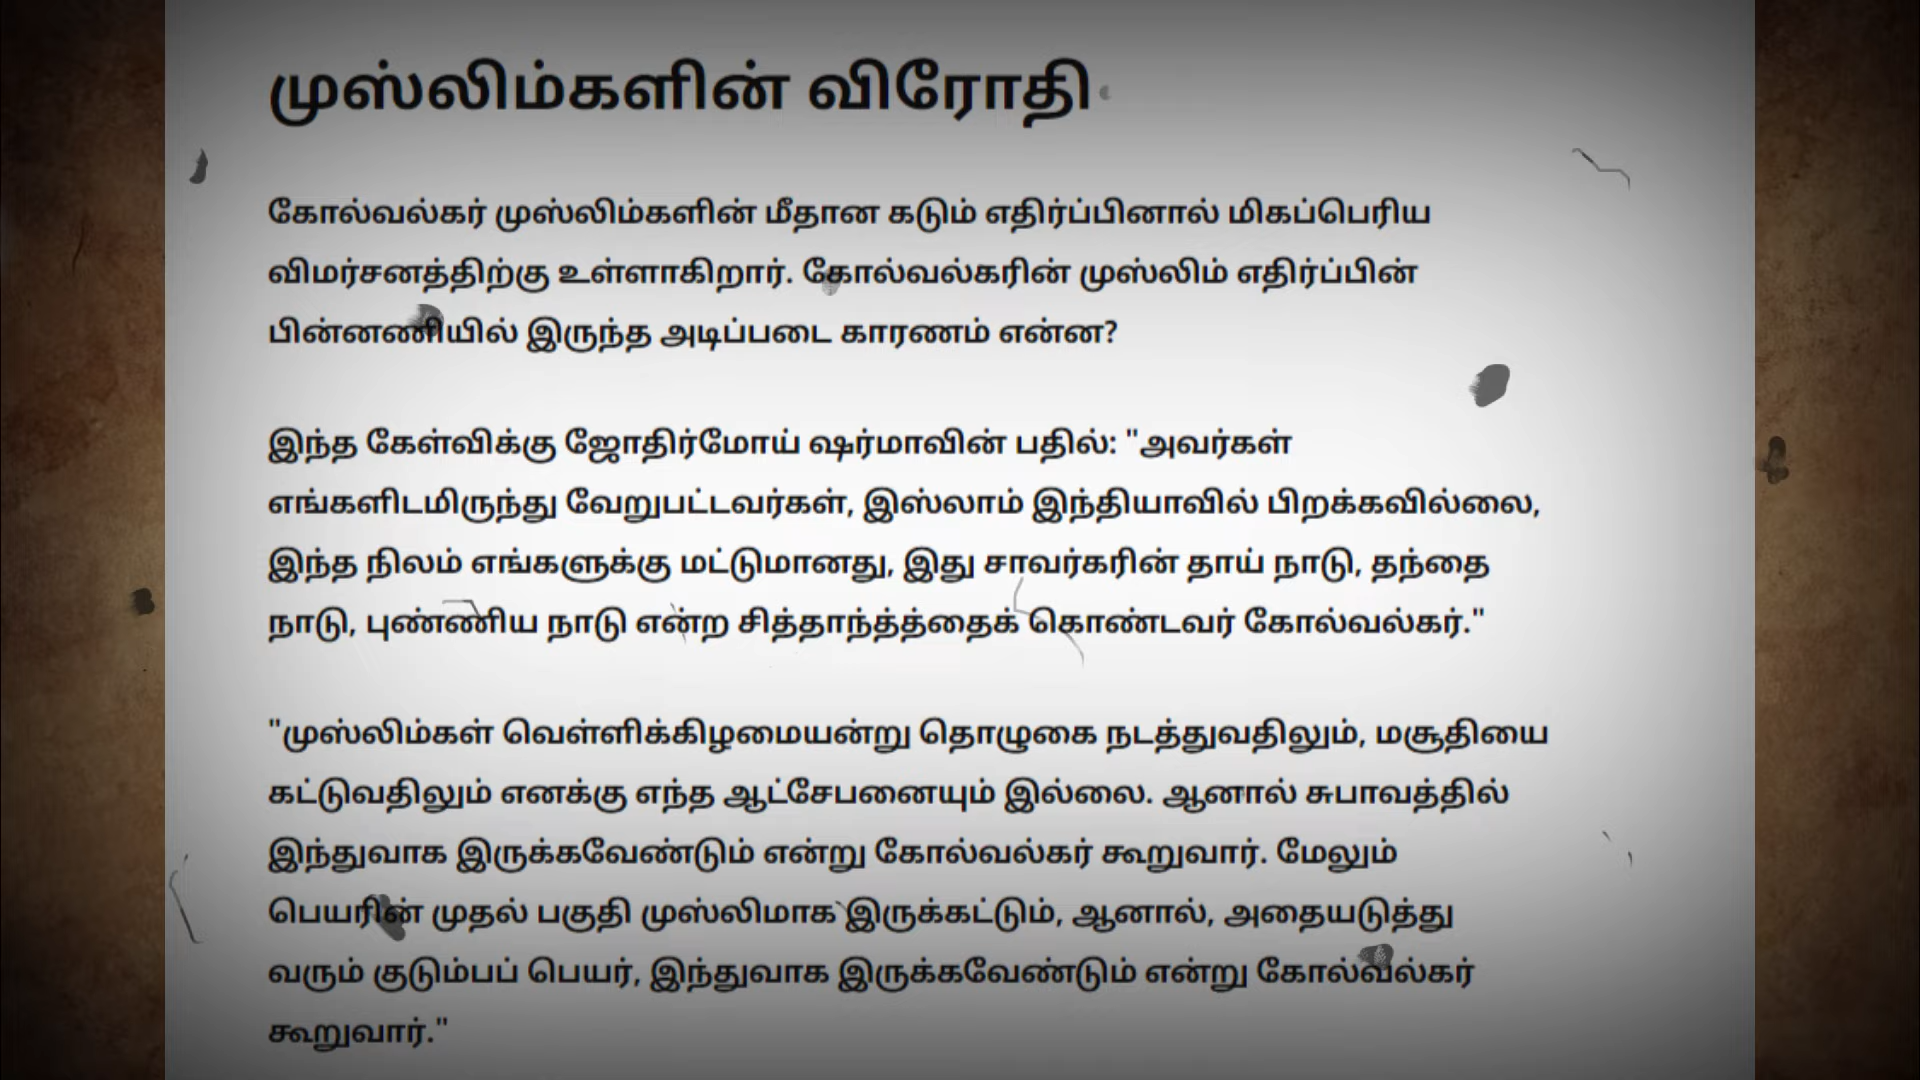 முஸ்லிம்களின் விரோதி
கோல்வல்கர் முஸ்லிம்களின் மீதான கடும் எதிர்ப்பினால் மிகப்பெரிய
விமர்சனத்திற்கு உள்ளாகிறார். கோல்வல்கரின் முஸ்லிம் எதிர்ப்பின்
பின்னணியில் இருந்த அடிப்படை காரணம் என்ன?
இந்த கேள்விக்கு ஜோதிர்மோய் ஷர்மாவின் பதில்: "அவர்கள்
எங்களிடமிருந்து வேறுபட்டவர்கள், இஸ்லாம் இந்தியாவில் பிறக்கவில்லை,
இந்த நிலம் எங்களுக்கு மட்டுமானது, இது சாவர்கரின் தாய் நாடு, தந்தை
நாடு, புண்ணிய நாடு என்ற சித்தாந்த்த்தைக் கொண்டவர் கோல்வல்கர்."
"முஸ்லிம்கள் வெள்ளிக்கிழமையன்று தொழுகை நடத்துவதிலும், மசூதியை
கட்டுவதிலும் எனக்கு எந்த ஆட்சேபனையும் இல்லை. ஆனால் சுபாவத்தில்
இந்துவாக இருக்கவேண்டும் என்று கோல்வல்கர் கூறுவார். மேலும்
பெயரின் முதல் பகுதி முஸ்லிமாக இருக்கட்டும், ஆனால், அதையடுத்து
வரும் குடும்பப் பெயர், இந்துவாக இருக்கவேண்டும் என்று கோல்வல்கர்
கூறுவார்."